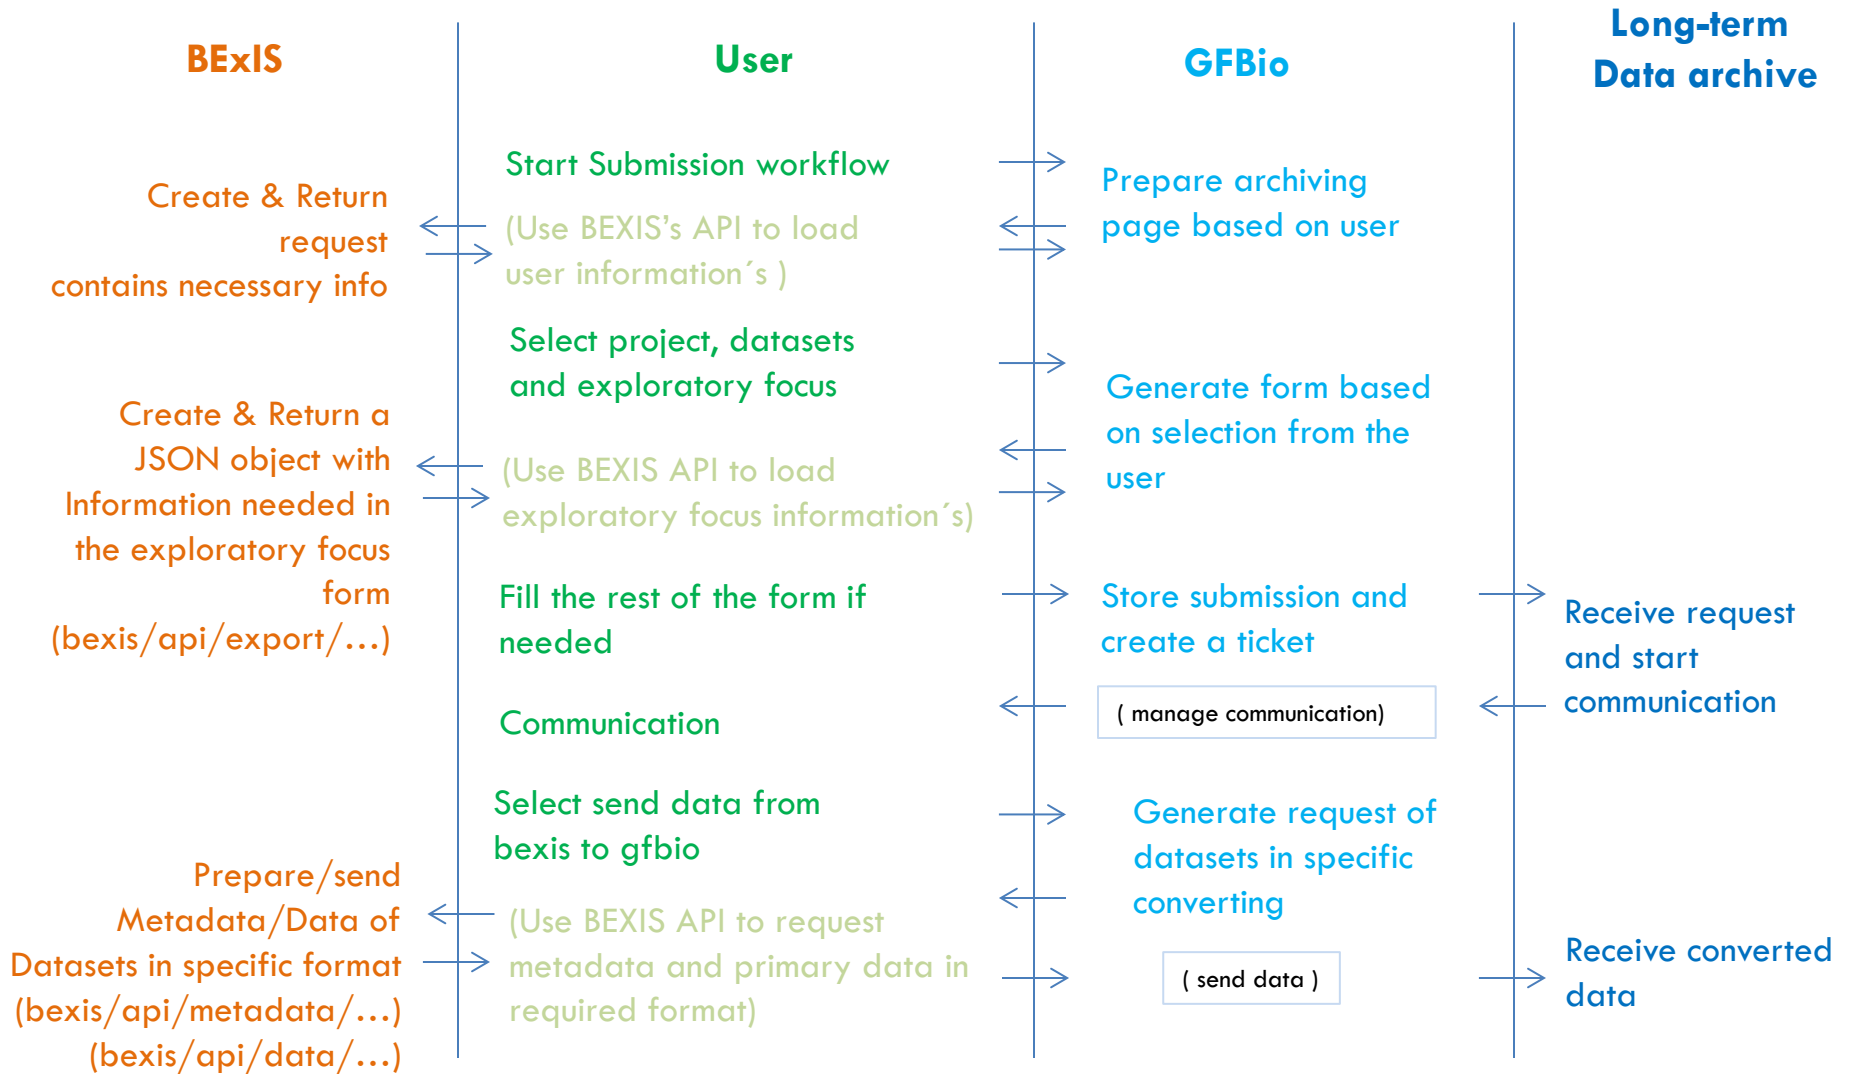 BExIS
User
GFBio
Long-term
Data archive
Create & Return
request
contains necessary info
Create & Return a
JSON object with
Information needed in
the exploratory focus
form
(bexis/api/export/...)
Prepare/send
Metadata/Data of
Datasets in specific format
(bexis/api/metadata/...)
(bexis/api/data/...)
Start Submission workflow
(Use BEXIS’s API to load
user information´s )
Select project, datasets
and exploratory focus
(Use BEXIS API to load
exploratory focus information´s)
Fill the rest of the form if
needed
Communication
Select send data from
bexis to gfbio
(Use BEXIS API to request
metadata and primary data in
required format)
Prepare archiving
page based on user
Generate form based
on selection from the
user
Store submission and
create a ticket
( manage communication)
Generate request of
datasets in specific
converting
( send data )
Receive request
and start
communication
Receive converted
data